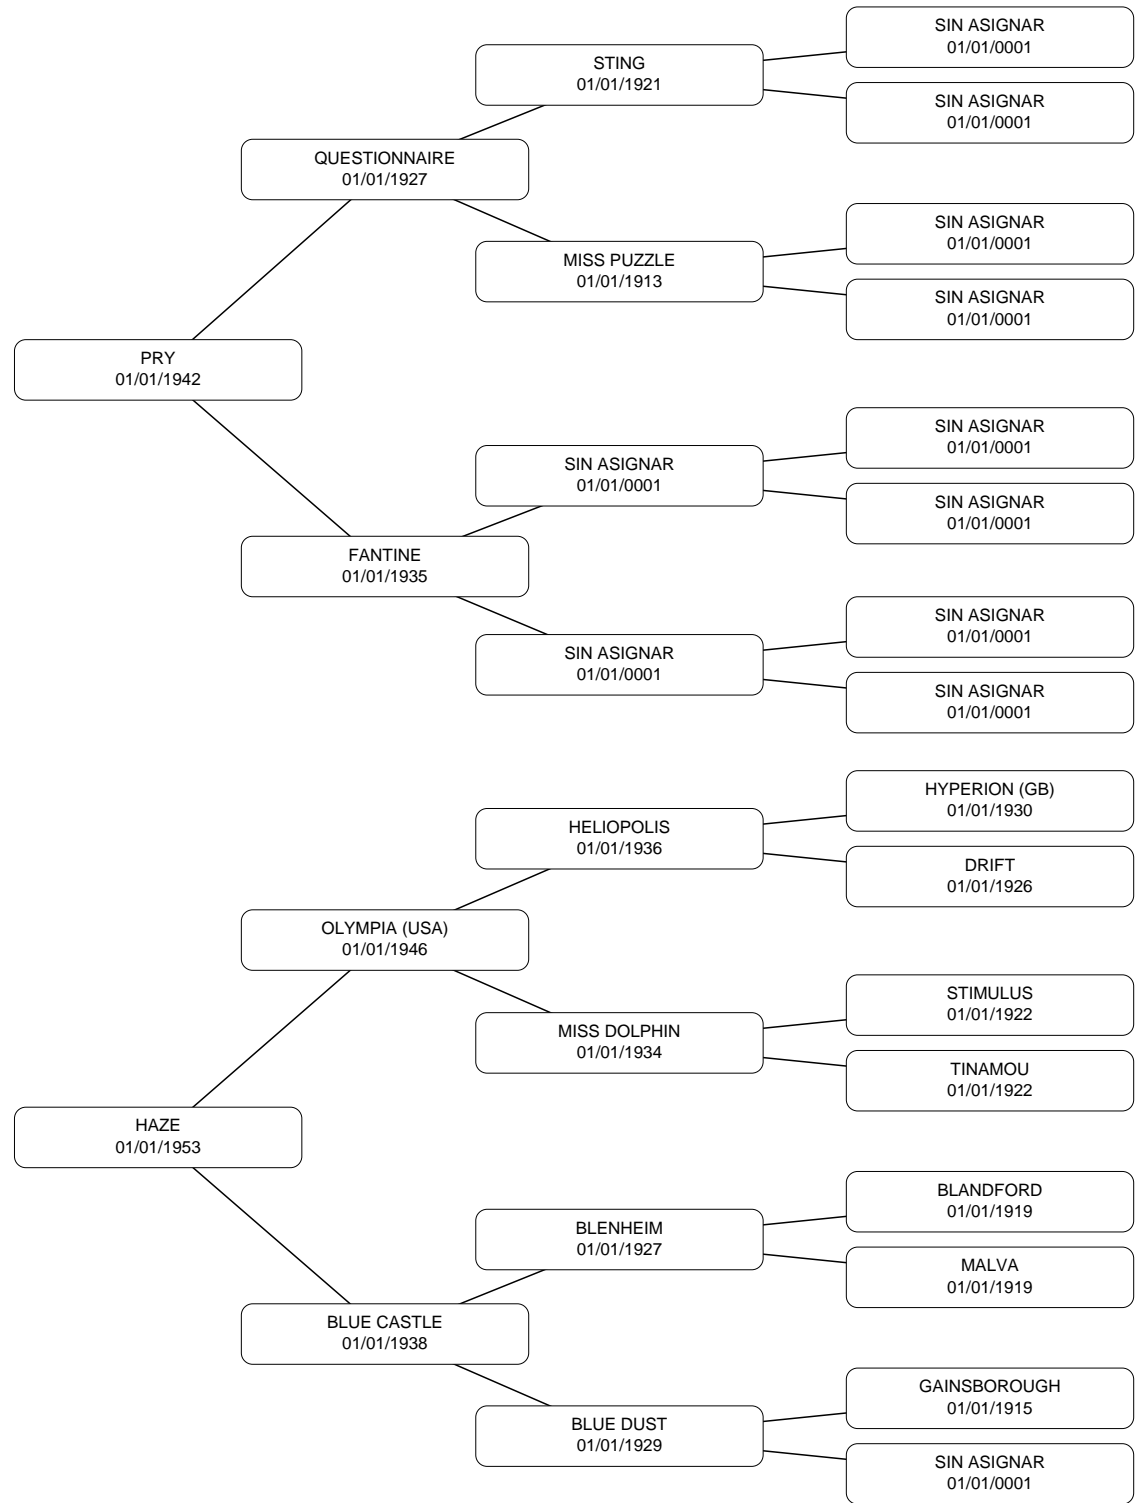 SIN ASIGNAR
01/01/0001
STING
01/01/1921
SIN ASIGNAR
01/01/0001
QUESTIONNAIRE
01/01/1927
SIN ASIGNAR
01/01/0001
MISS PUZZLE
01/01/1913
SIN ASIGNAR
01/01/0001
PRY
01/01/1942
SIN ASIGNAR
01/01/0001
SIN ASIGNAR
01/01/0001
SIN ASIGNAR
01/01/0001
FANTINE
01/01/1935
SIN ASIGNAR
01/01/0001
SIN ASIGNAR
01/01/0001
SIN ASIGNAR
01/01/0001
HYPERION (GB)
01/01/1930
HELIOPOLIS
01/01/1936
DRIFT
01/01/1926
OLYMPIA (USA)
01/01/1946
STIMULUS
01/01/1922
MISS DOLPHIN
01/01/1934
TINAMOU
01/01/1922
HAZE
01/01/1953
BLANDFORD
01/01/1919
BLENHEIM
01/01/1927
MALVA
01/01/1919
BLUE CASTLE
01/01/1938
GAINSBOROUGH
01/01/1915
BLUE DUST
01/01/1929
SIN ASIGNAR
01/01/0001